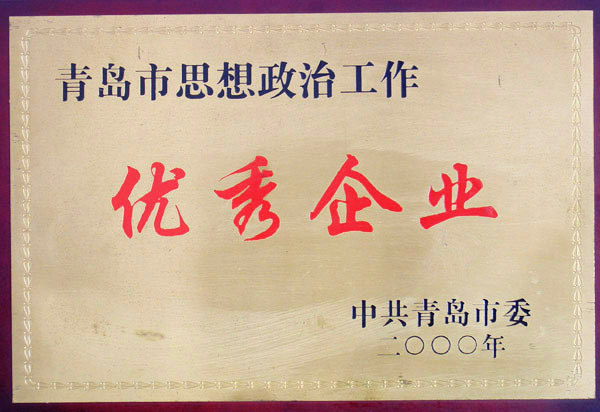 青岛市思想政治工作
优秀企业
中共青岛市委
二〇〇〇年